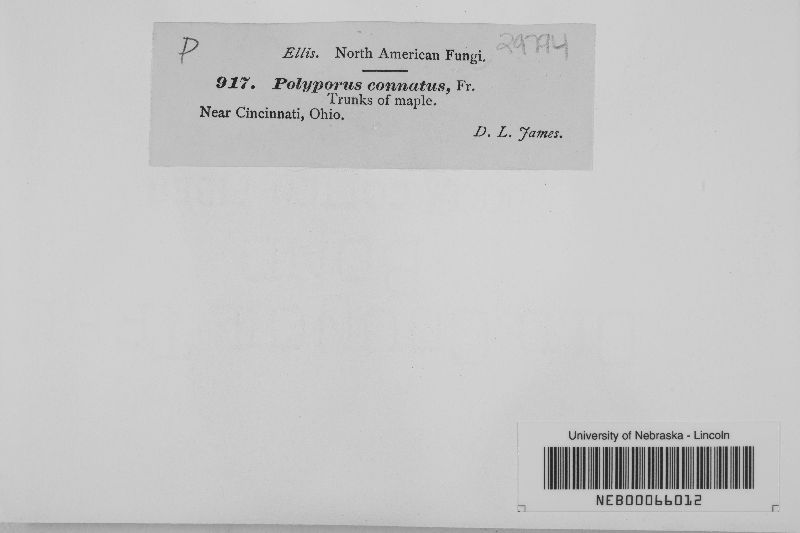 P
29794
Ellis. North American Fungi.
917. Polyporus connatus, Fr.
Trunks of maple.
Near Cincinnati, Ohio.
D. L. James.
University of Nebraska - Lincoln
NEB00066012